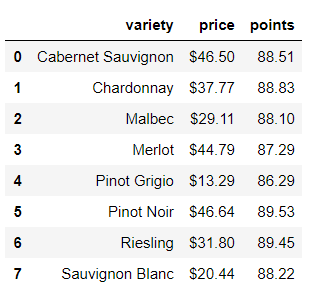 variety price points
0 Cabernet Sauvignon $46.50 88.51
1 Chardonnay $37.77 88.83
2 Malbec $29.11 88.10
3 Merlot $44.79 87.29
4 Pinot Grigio $13.29 86.29
5 Pinot Noir $46.64 89.53
6 Riesling $31.80 89.45
7 Sauvignon Blanc $20.44 88.22